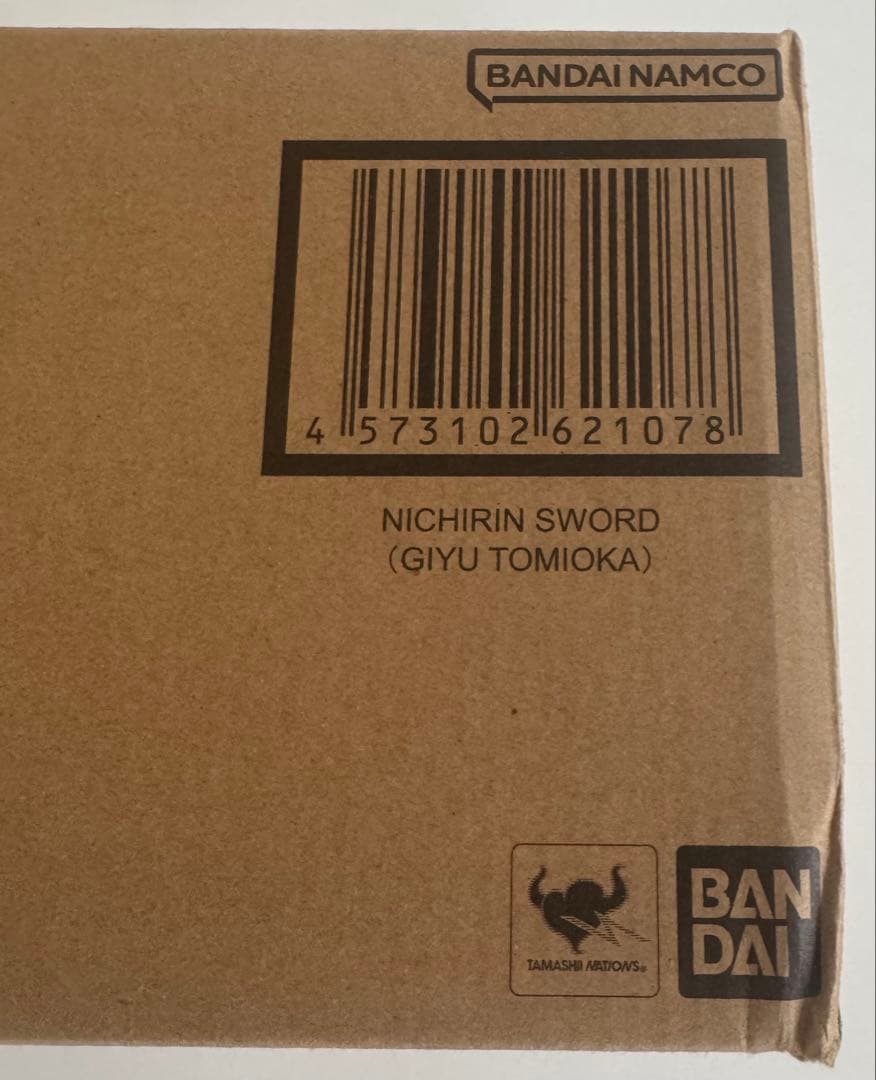 BANDAI NAMCO
4 573102 621078
NICHIRIN SWORD
（GIYU TOMIOKA）
TAMASHII NATIONS®
BAN
DAI